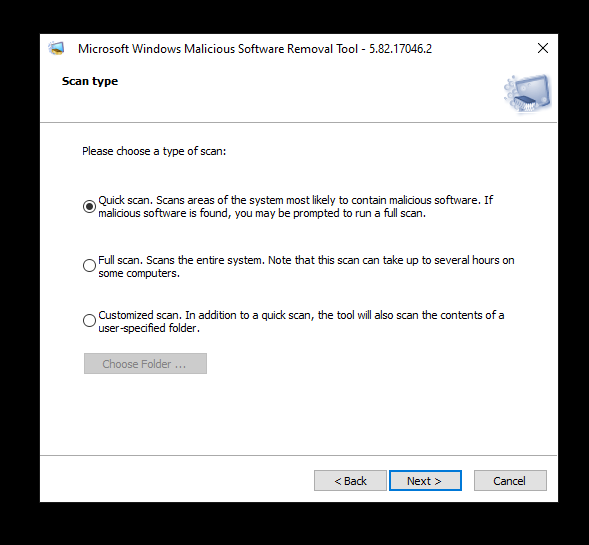 Microsoft Windows Malicious Software Removal Tool - 5.82.17046.2
Scan type
Please choose a type of scan:
Quick scan. Scans areas of the system most likely to contain malicious software. If
malicious software is found, you may be prompted to run a full scan.
Full scan. Scans the entire system. Note that this scan can take up to several hours on
some computers.
Customized scan. In addition to a quick scan, the tool will also scan the contents of a
user-specified folder.
Choose Folder ...
< Back Next > Cancel